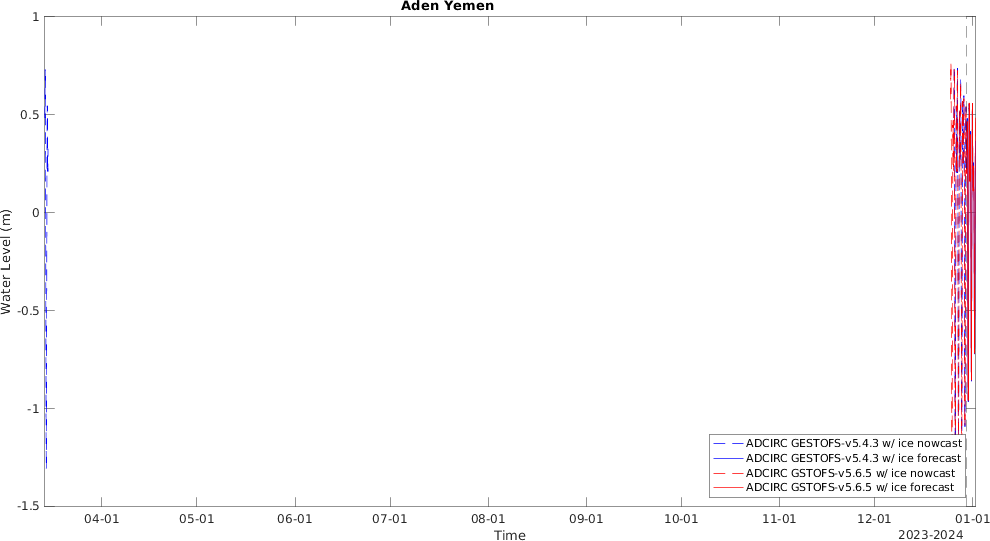 Aden Yemen
1
0.5
0
-0.5
-1
-1.5
Water Level (m)
ADCIRC GESTOFS-v5.4.3 w/ ice nowcast
ADCIRC GESTOFS-v5.4.3 w/ ice forecast
ADCIRC GSTOFS-v5.6.5 w/ ice nowcast
ADCIRC GSTOFS-v5.6.5 w/ ice forecast
04-01 05-01 06-01 07-01 08-01 09-01 10-01 11-01 12-01 01-01
Time
2023-2024